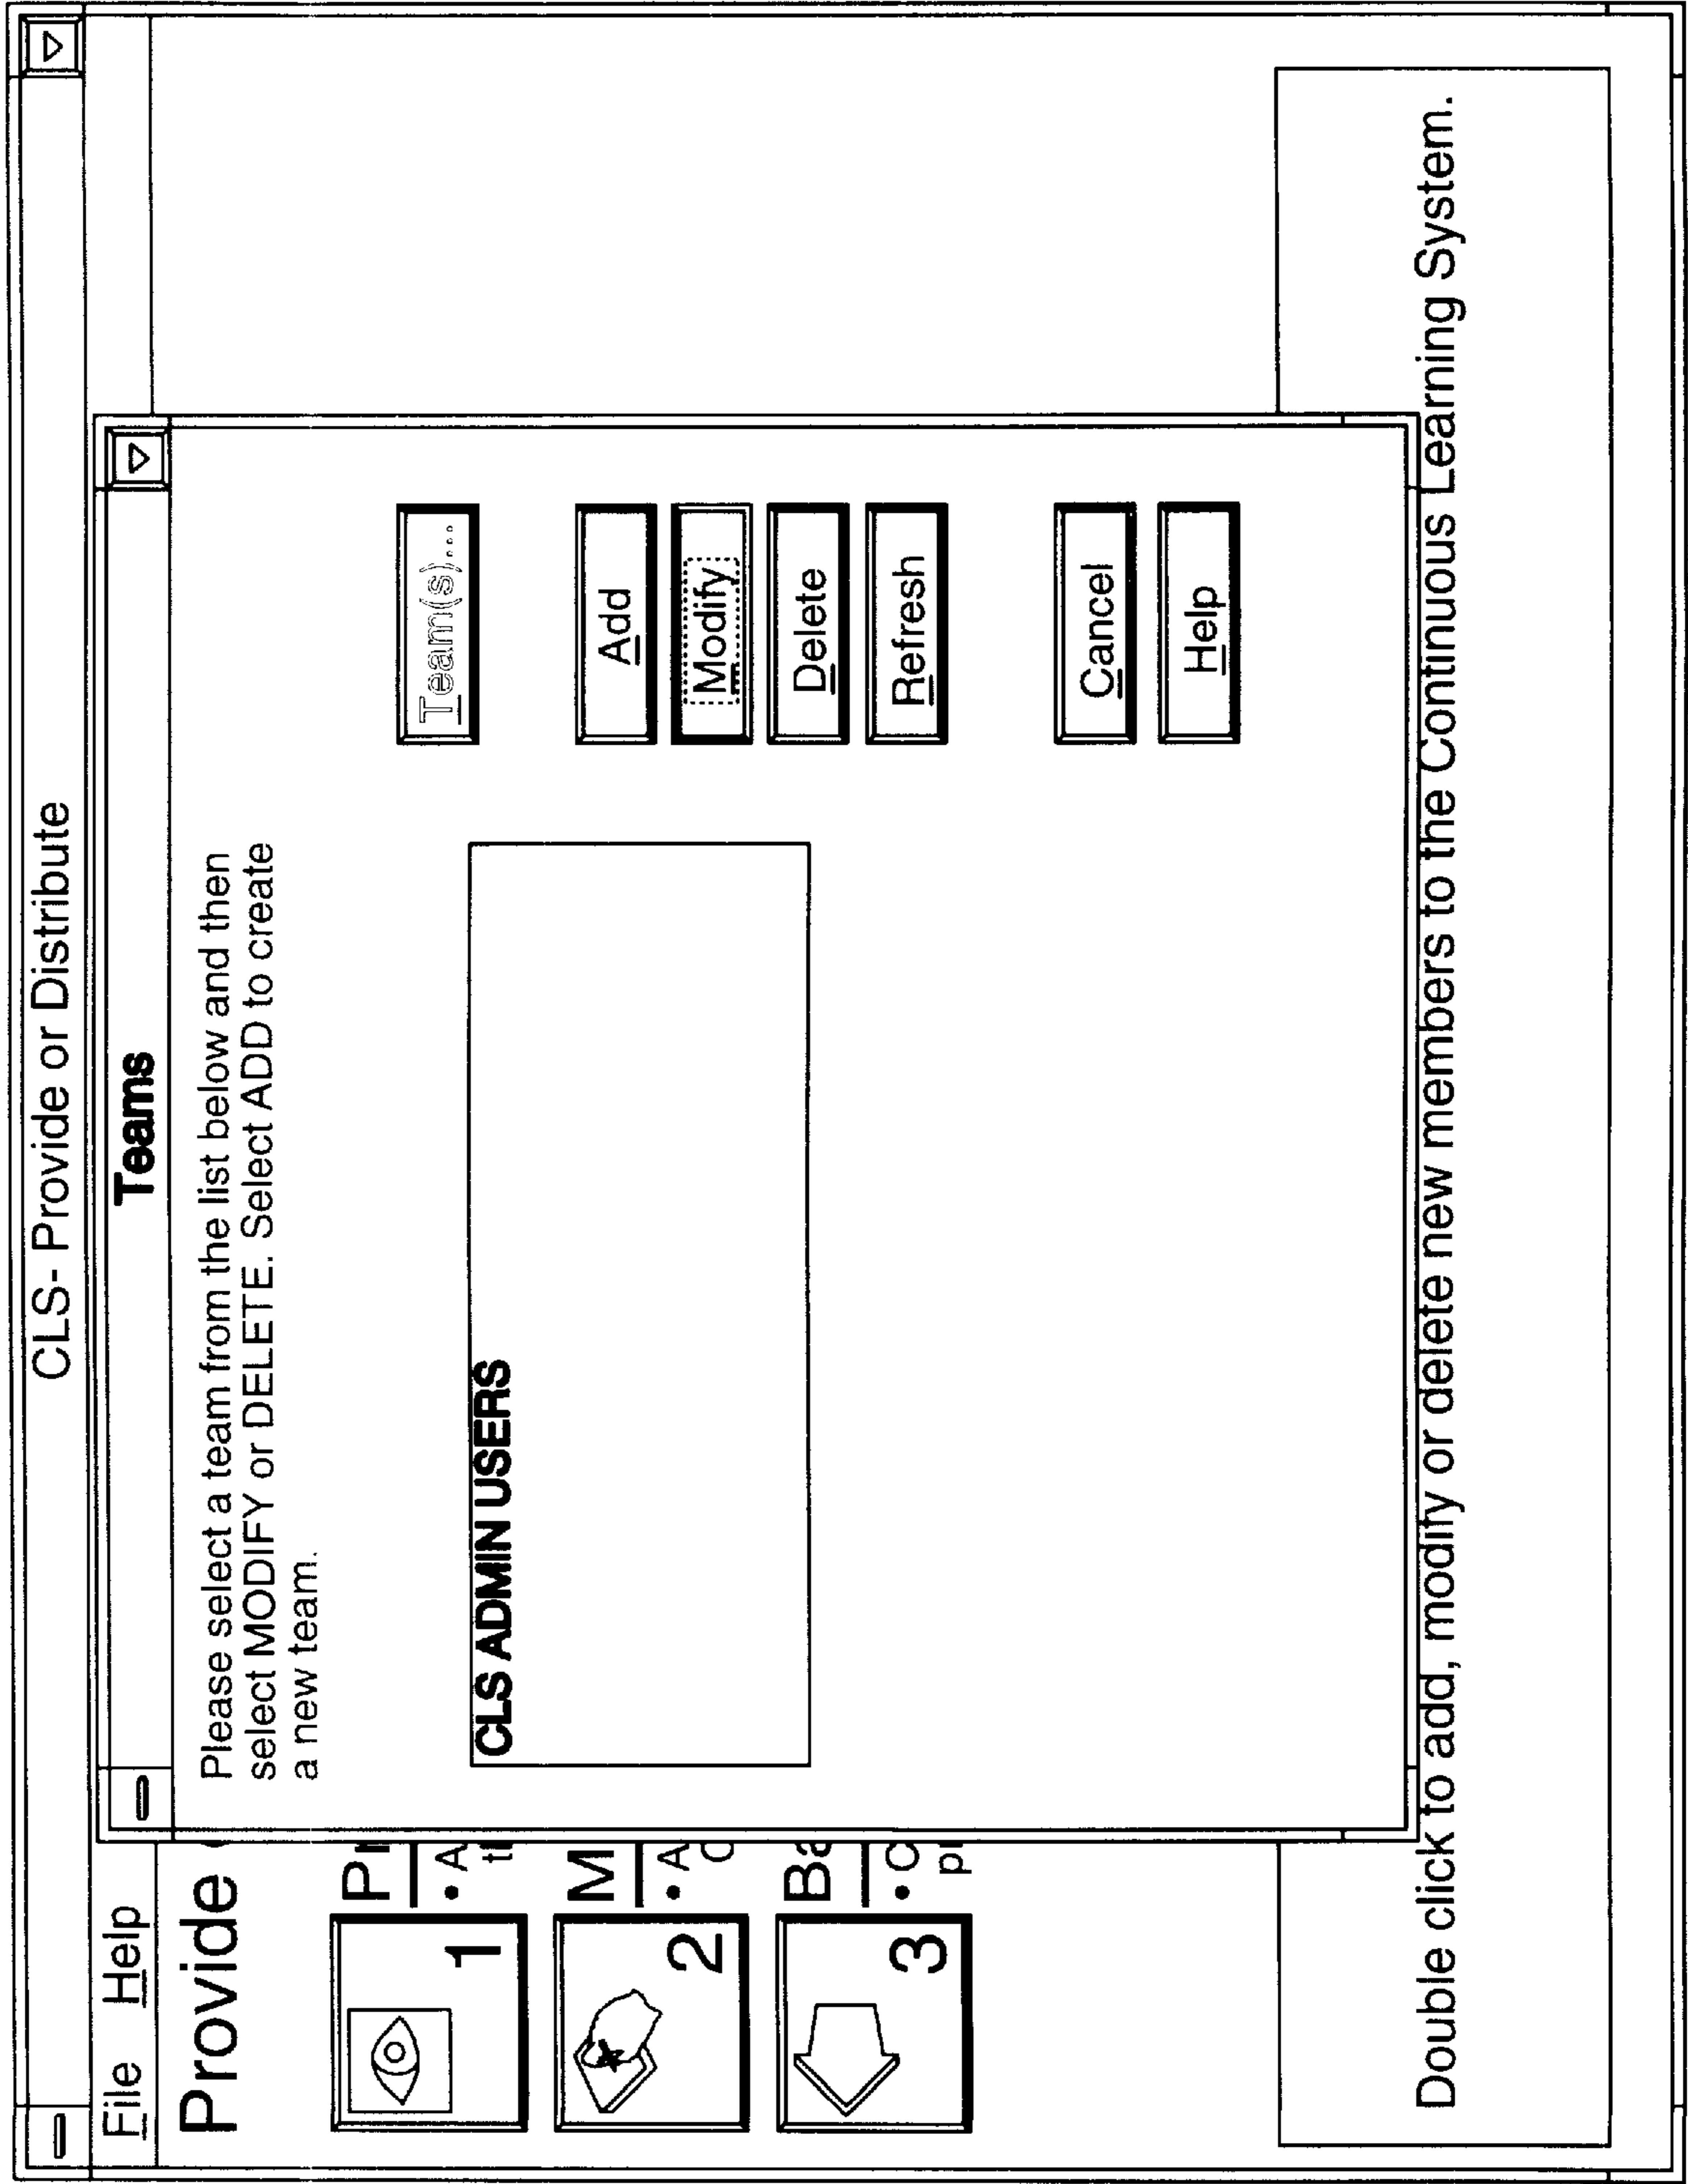 CLS- Provide or Distribute
File Help
Teams
Provide
Please select a team from the list below and then
select MODIFY or DELETE. Select ADD to create
a new team.
Team(s)...
CLS ADMIN USERS
Add
Modify
Delete
Refresh
Cancel
Help
1
2
3
Double click to add, modify or delete new members to the Continuous Learning System.